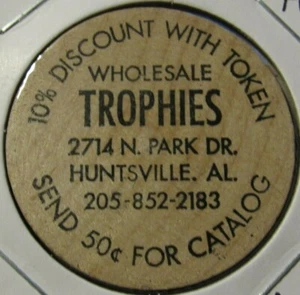 10% DISCOUNT WITH TOKEN
WHOLESALE
TROPHIES
2714 N. PARK DR.
HUNTSVILLE. AL.
205-852-2183
SEND 50¢ FOR CATALOG